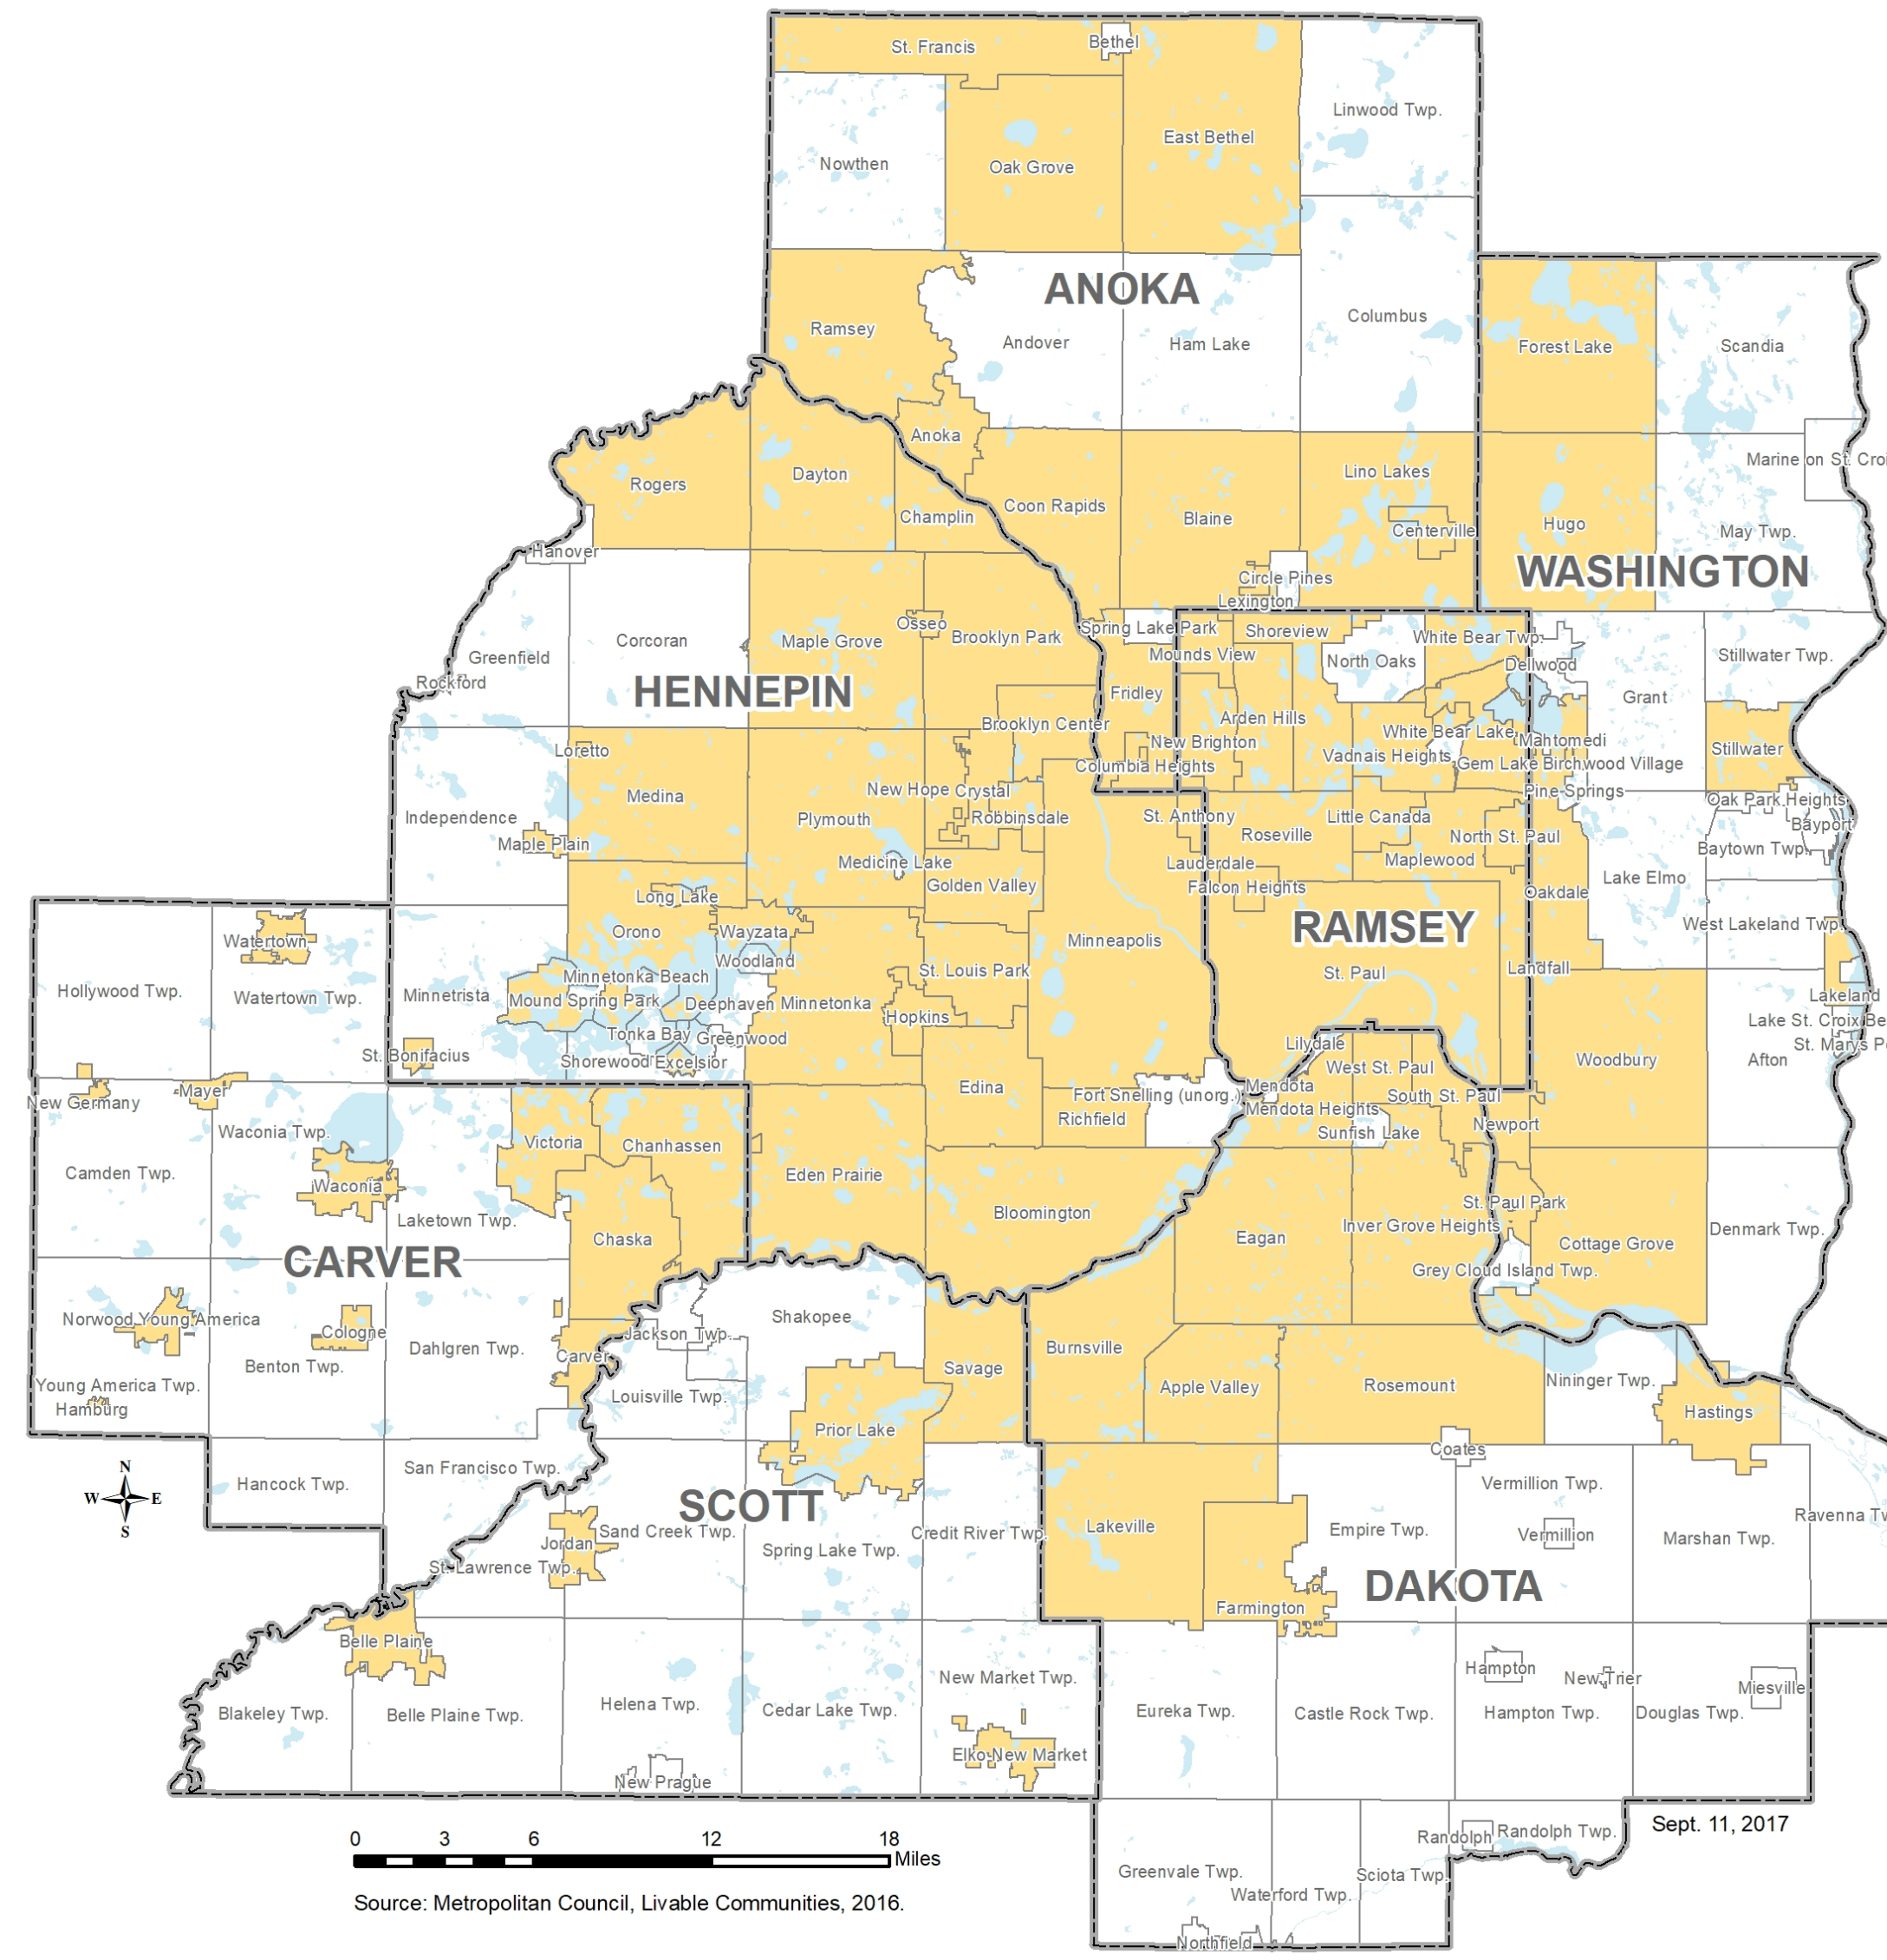 St. Francis
Bethel
Linwood Twp.
East Bethel
Nowthen
Oak Grove
ANOKA
Columbus
Ramsey
Andover
Ham Lake
Forest Lake
Scandia
Anoka
Marine on St. Croi
Lino Lakes
Dayton
Rogers
Coon Rapids
Champlin
Blaine
Hugo
Centerville
May Twp.
Hanover
WASHINGTON
Circle Pines
Lexington
Osseo
Spring Lake Park
Shoreview
White Bear Twp.
Corcoran
Maple Grove
Brooklyn Park
Mounds View
Stillwater Twp.
Greenfield
North Oaks
Dellwood
Rockford
HENNEPIN
Fridley
Grant
Arden Hills
Brooklyn Center
White Bear Lake
New Brighton
Mahtomedi
Loretto
Stillwater
Vadnais Heights
Columbia Heights
Gem Lake
Birchwood Village
New Hope
Crystal
Pine Springs
Medina
Oak Park Heights
Independence
Plymouth
Robbinsdale
St. Anthony
Little Canada
Bayport
Roseville
North St. Paul
Maple Plain
Baytown Twp.
Medicine Lake
Lauderdale
Maplewood
Golden Valley
Falcon Heights
Lake Elmo
Long Lake
Oakdale
Orono
Wayzata
RAMSEY
West Lakeland Twp.
Watertown
Minneapolis
Woodland
St. Louis Park
Landfall
Minnetonka Beach
St. Paul
Hollywood Twp.
Watertown Twp.
Minnetrista
Mound
Spring Park
Deephaven
Minnetonka
Lakeland
Hopkins
Lake St. Croix Be
Tonka Bay
Greenwood
Lilydale
St. Mary's P
St. Bonifacius
Shorewood
Excelsior
Woodbury
Afton
West St. Paul
Mayer
Edina
Mendota
New Germany
Fort Snelling (unorg.)
South St. Paul
Mendota Heights
Richfield
Newport
Waconia Twp.
Sunfish Lake
Victoria
Chanhassen
Camden Twp.
Eden Prairie
Waconia
St. Paul Park
Bloomington
Laketown Twp.
Inver Grove Heights
Denmark Twp.
Chaska
Eagan
Cottage Grove
CARVER
Grey Cloud Island Twp.
Norwood Young America
Shakopee
Cologne
Jackson Twp.
Dahlgren Twp.
Burnsville
Carver
Benton Twp.
Savage
Young America Twp.
Apple Valley
Rosemount
Nininger Twp.
Louisville Twp.
Hamburg
Hastings
Prior Lake
Coates
San Francisco Twp.
Hancock Twp.
Vermillion Twp.
N
W
E
S
SCOTT
Ravenna Tw
Lakeville
Sand Creek Twp.
Credit River Twp.
Empire Twp.
Vermillion
Marshan Twp.
Jordan
Spring Lake Twp.
St. Lawrence Twp.
DAKOTA
Farmington
Belle Plaine
Hampton
New Trier
Miesville
New Market Twp.
Blakeley Twp.
Belle Plaine Twp.
Helena Twp.
Cedar Lake Twp.
Eureka Twp.
Castle Rock Twp.
Hampton Twp.
Douglas Twp.
Elko New Market
New Prague
Sept. 11, 2017
0 3 6 12 18
Miles
Randolph
Randolph Twp.
Greenvale Twp.
Sciota Twp.
Waterford Twp.
Source: Metropolitan Council, Livable Communities, 2016.
Northfield